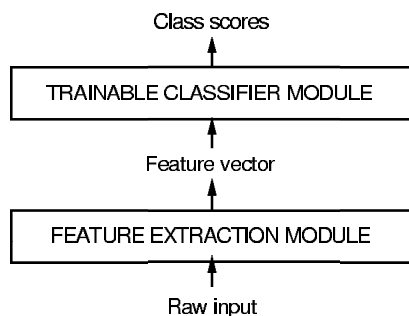 Class scores
TRAINABLE CLASSIFIER MODULE
Feature vector
FEATURE EXTRACTION MODULE
Raw input